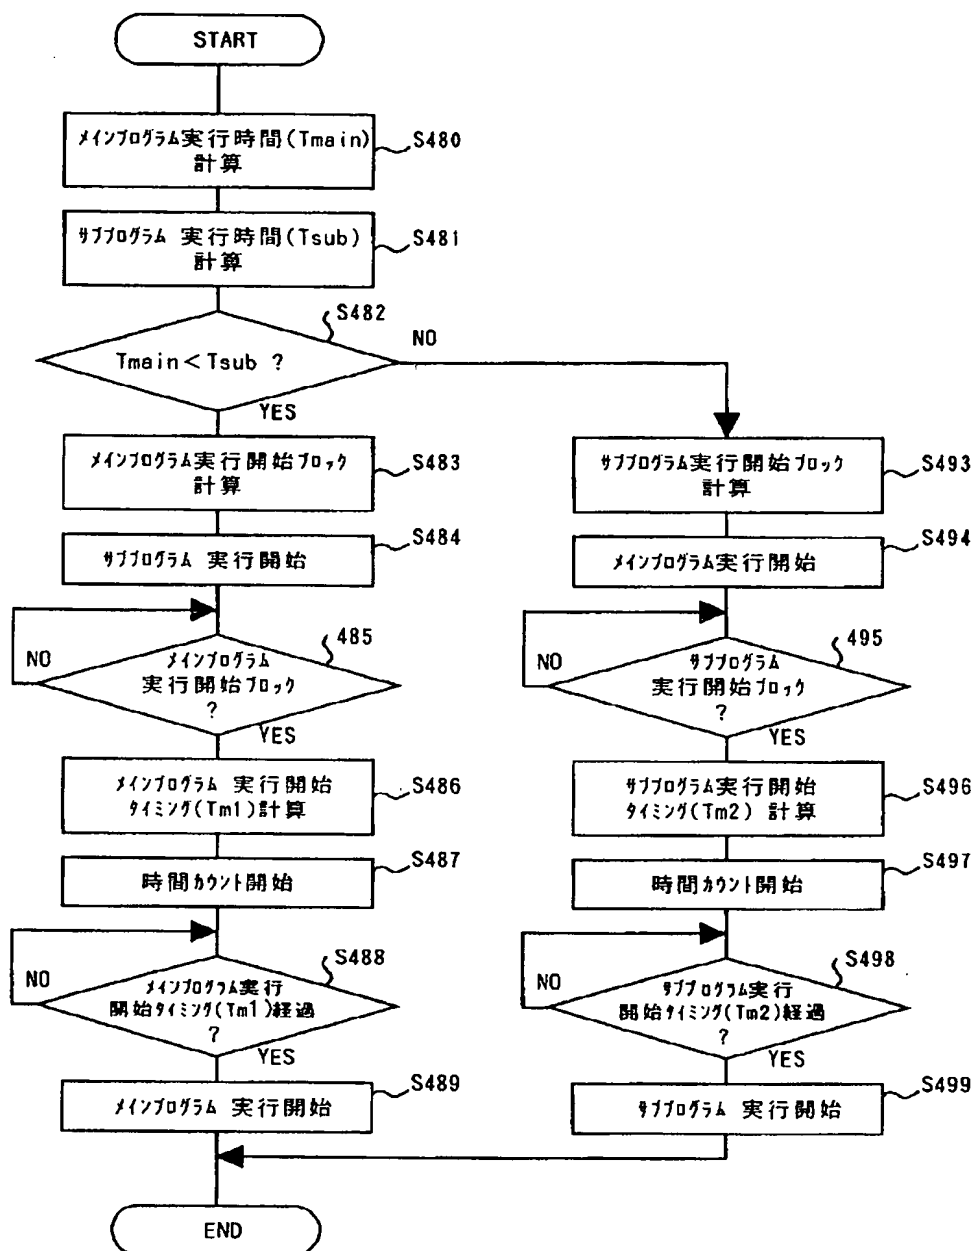 START
メインプログラム実行時間(Tmain)
計算
S480
サブプログラム 実行時間(Tsub)
計算
S481
S482
Tmain<Tsub ?
NO
YES
メインプログラム実行開始ブロック
計算
S483
サブプログラム 実行開始
S484
485
メインプログラム
実行開始ブロック
?
NO
YES
メインプログラム 実行開始
タイミング(Tm1)計算
S486
時間カウント開始
S487
S488
メインプログラム実行
開始タイミング(Tm1)経過
?
NO
YES
メインプログラム 実行開始
S489
サブプログラム実行開始ブロック
計算
S493
メインプログラム実行開始
S494
495
サブプログラム
実行開始ブロック
?
NO
YES
サブプログラム実行開始
タイミング(Tm2) 計算
S496
時間カウント開始
S497
S498
サブプログラム実行
開始タイミング(Tm2)経過
?
NO
YES
サブプログラム 実行開始
S499
END